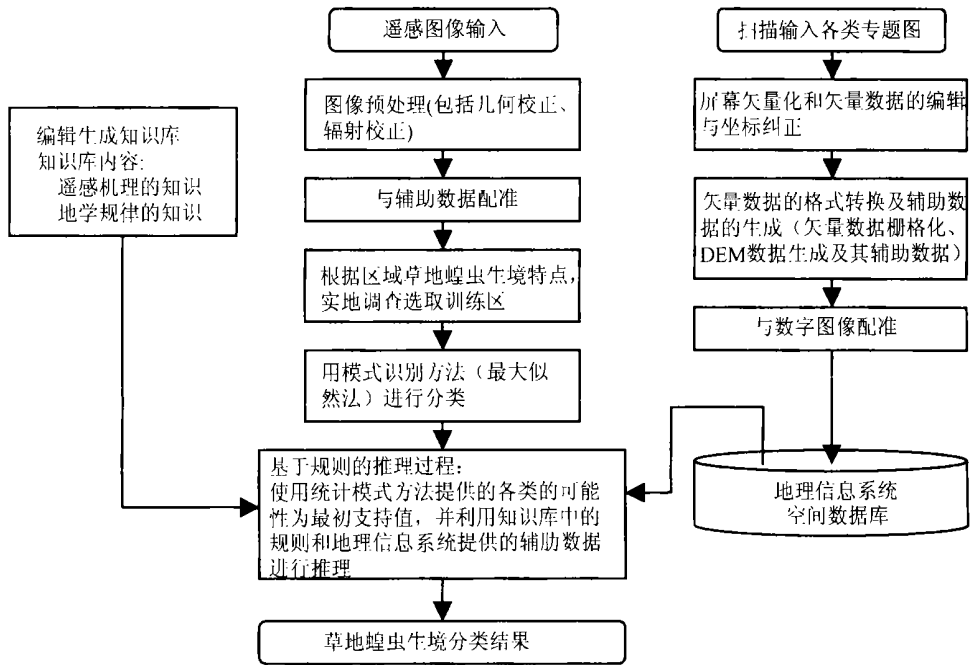 遥感图像输入
图像预处理(包括几何校正、
辐射校正)
与辅助数据配准
根据区域草地蝗虫生境特点，
实地调查选取训练区
用模式识别方法（最大似
然法）进行分类
编辑生成知识库
知识库内容:
遥感机理的知识
地学规律的知识
扫描输入各类专题图
屏幕矢量化和矢量数据的编辑
与坐标纠正
矢量数据的格式转换及辅助数
据的生成（矢量数据栅格化、
DEM数据生成及其辅助数据）
与数字图像配准
地理信息系统
空间数据库
基于规则的推理过程:
使用统计模式方法提供的各类的可能
性为最初支持值，并利用知识库中的
规则和地理信息系统提供的辅助数据
进行推理
草地蝗虫生境分类结果